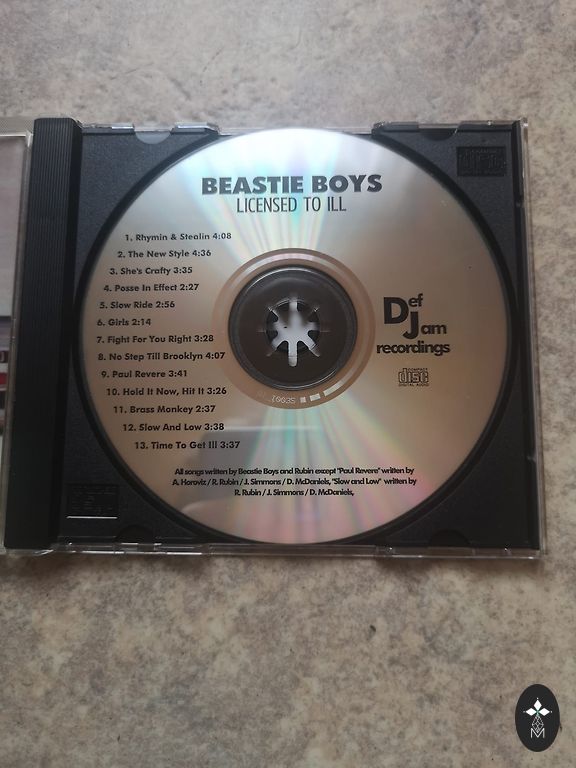 BEASTIE BOYS
LICENSED TO ILL
1. Rhymin & Stealin 4:08
2. The New Style 4:36
3. She's Crafty 3:35
4. Posse In Effect 2:27
5. Slow Ride 2:56
6. Girls 2:14
7. Fight For You Right 3:28
8. No Step Till Brooklyn 4:07
9. Paul Revere 3:41
10. Hold It Now, Hit It 3:26
11. Brass Monkey 2:37
12. Slow And Low 3:38
13. Time To Get Ill 3:37
Def
Jam
recordings
COMPACT
disc
DIGITAL AUDIO
All songs written by Beastie Boys and Rubin except "Paul Revere" written by
A. Horoviz / R. Rubin / J. Simmons / D. McDaniels, "Slow and Low" written by
R. Rubin / J. Simmons / D. McDaniels,
M